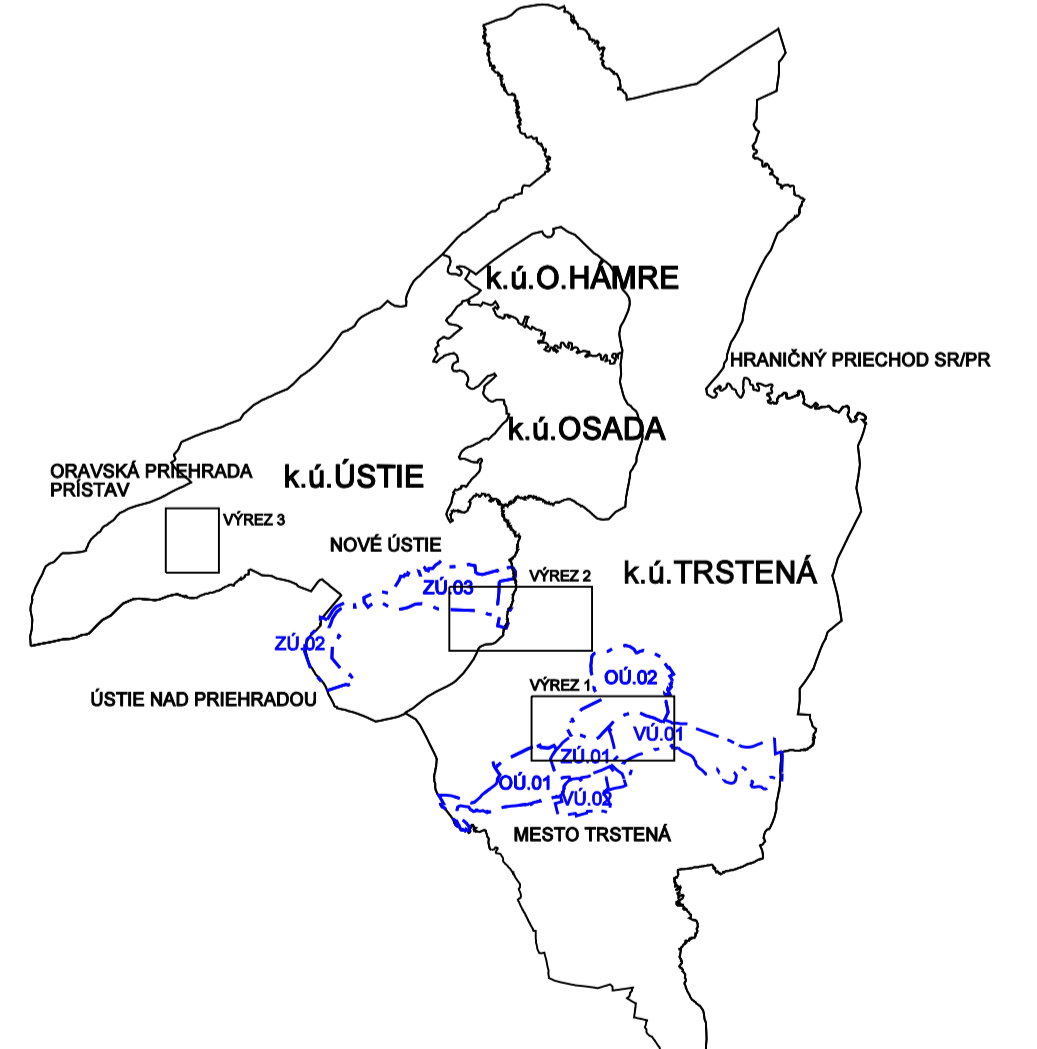 k.ú.O.HÁMRE
HRANIČNÝ PRIECHOD SR/PR
k.ú.OSADA
ORAVSKÁ PRIEHRADA
PRÍSTAV
k.ú.ÚSTIE
VÝREZ 3
NOVÉ ÚSTIE
k.ú.TRSTENÁ
VÝREZ 2
ZÚ.03
ZÚ.02
OÚ.02
VÝREZ 1
ÚSTIE NAD PRIEHRADOU
VÚ.01
ZÚ.01
OÚ.01
VÚ.02
MESTO TRSTENÁ